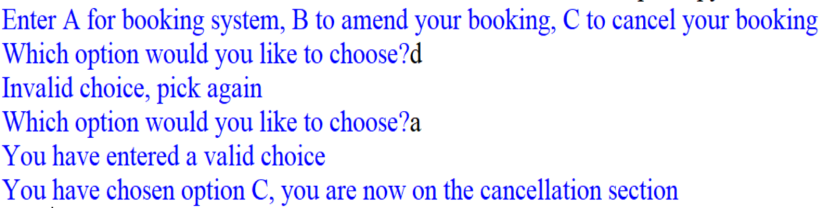 Enter A for booking system, B to amend your booking, C to cancel your booking
Which option would you like to choose?d
Invalid choice, pick again
Which option would you like to choose?a
You have entered a valid choice
You have chosen option C, you are now on the cancellation section